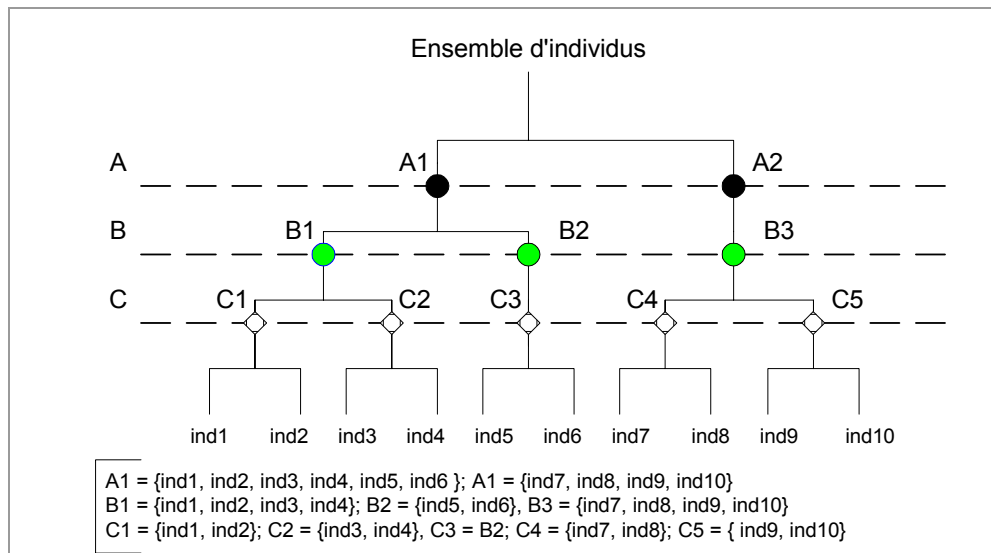 Ensemble d'individus
A A1 A2
B B1 B2 B3
C C1 C2 C3 C4 C5
ind1 ind2 ind3 ind4 ind5 ind6 ind7 ind8 ind9 ind10
A1 = {ind1, ind2, ind3, ind4, ind5, ind6 }; A1 = {ind7, ind8, ind9, ind10}
B1 = {ind1, ind2, ind3, ind4}; B2 = {ind5, ind6}, B3 = {ind7, ind8, ind9, ind10}
C1 = {ind1, ind2}; C2 = {ind3, ind4}, C3 = B2; C4 = {ind7, ind8}; C5 = { ind9, ind10}